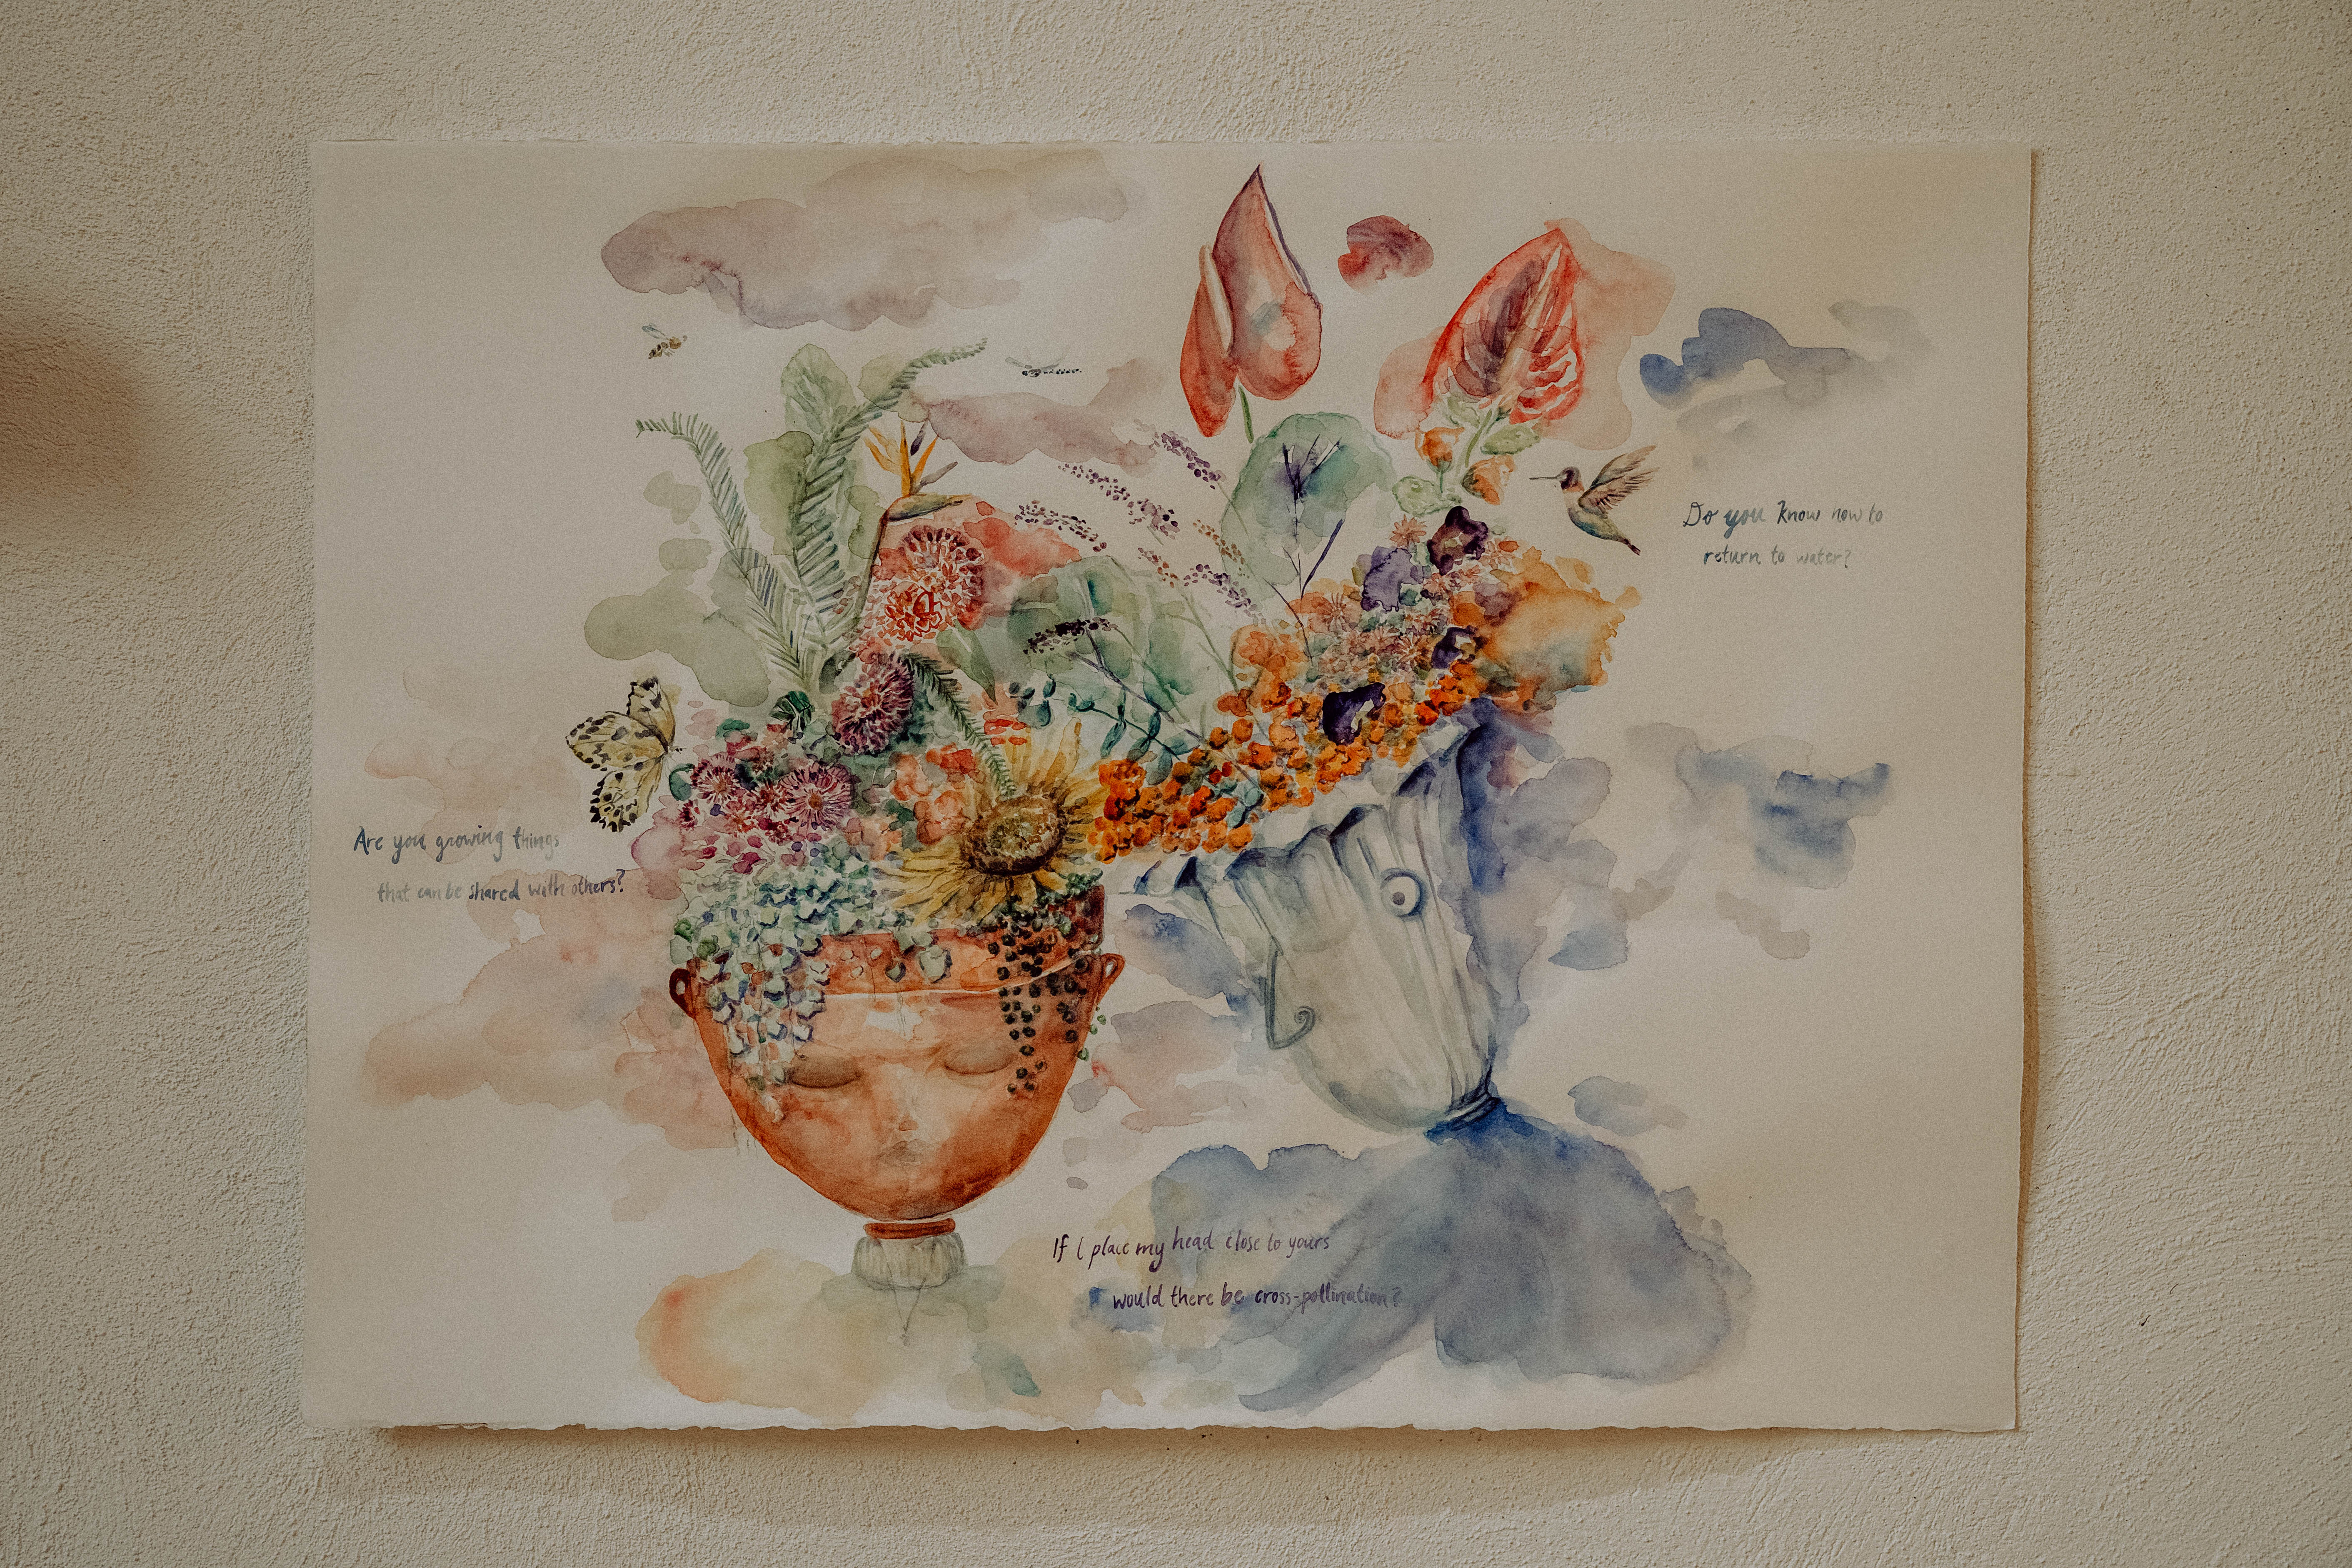 Do you know how to
return to water?
Are you growing things
that can be shared with others?
If I place my head close to yours
would there be cross-pollination?